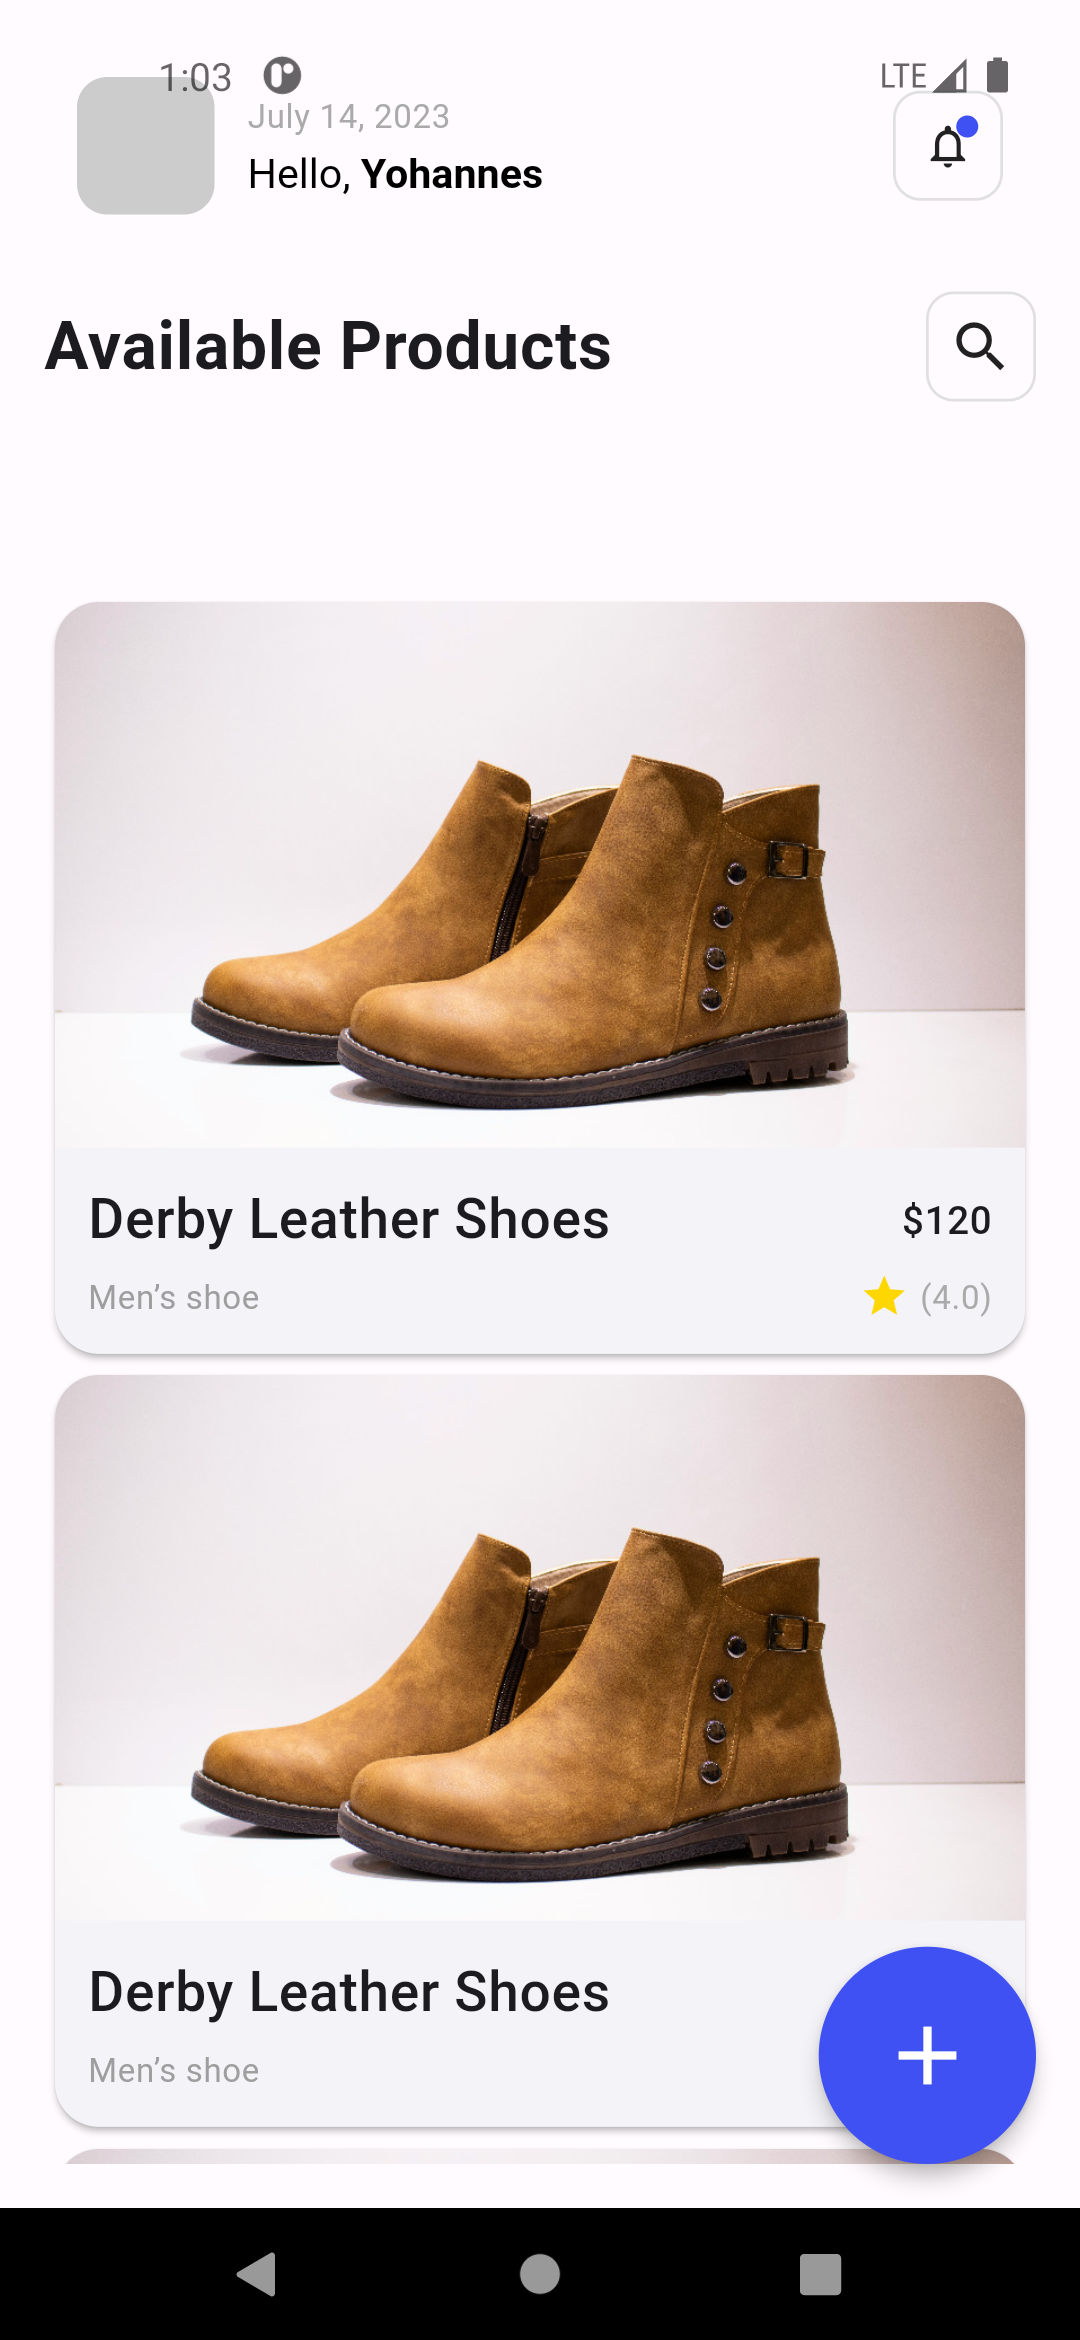 1:03 LTE
July 14, 2023
Hello, Yohannes
Available Products
Derby Leather Shoes $120
Men’s shoe (4.0)
Derby Leather Shoes
Men’s shoe